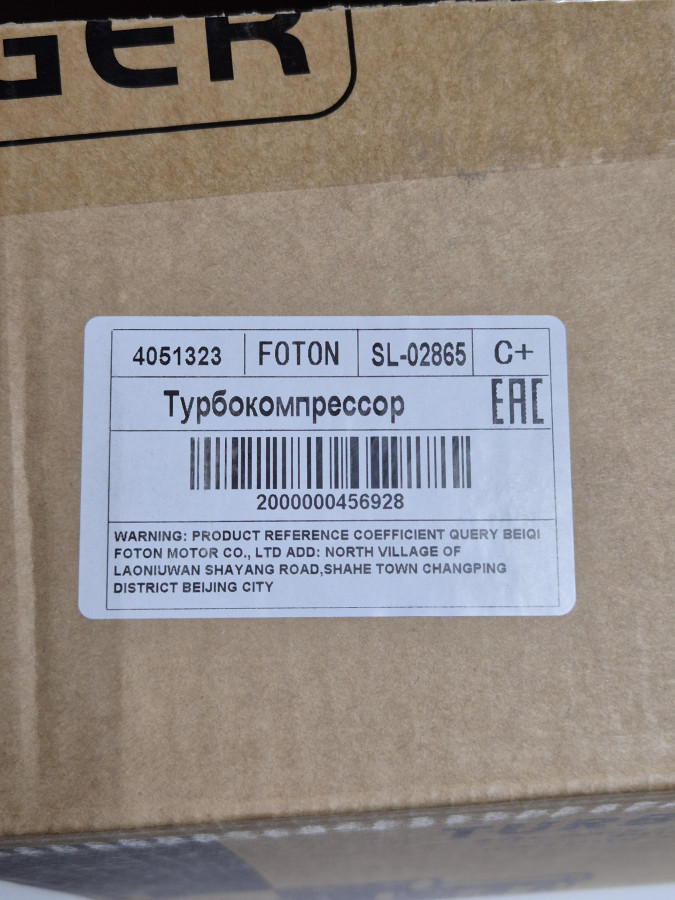 GER
4051323 FOTON SL-02865 C+
Турбокомпрессор EAC
2000000456928
WARNING: PRODUCT REFERENCE COEFFICIENT QUERY BEIQI
FOTON MOTOR CO., LTD ADD: NORTH VILLAGE OF
LAONIUWAN SHAYANG ROAD,SHAHE TOWN CHANGPING
DISTRICT BEIJING CITY